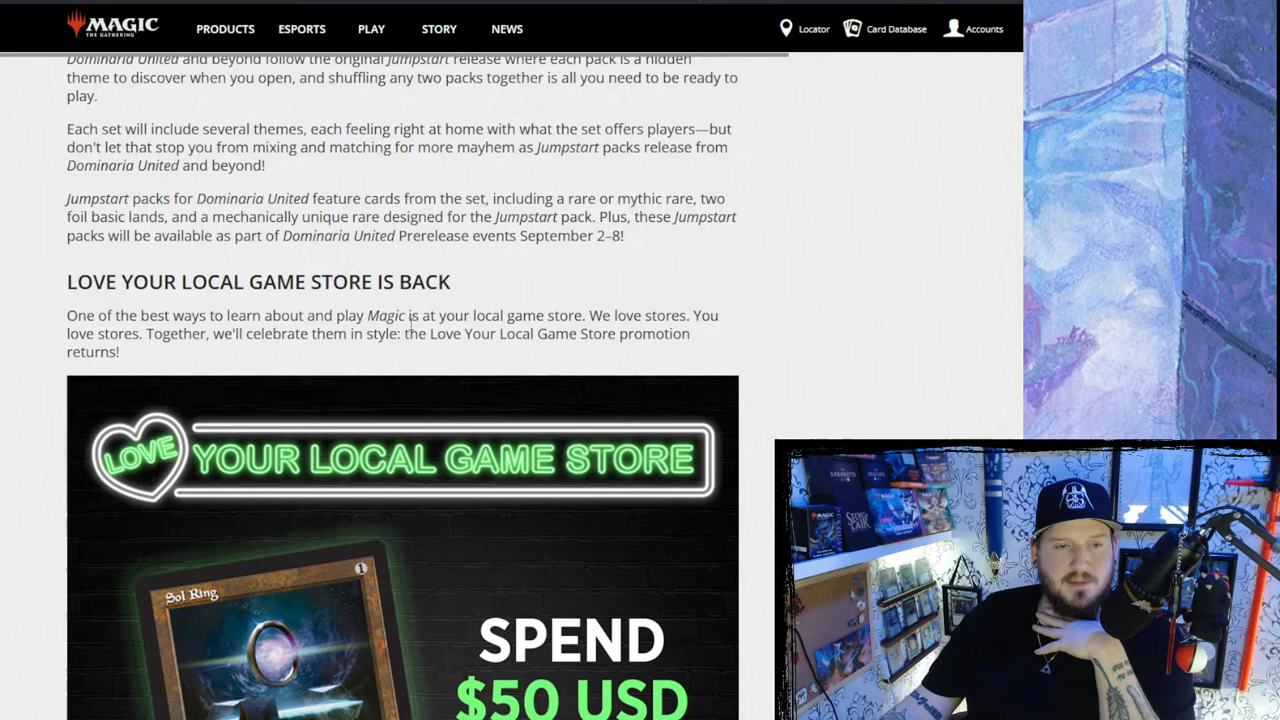 MAGIC
THE GATHERING
PRODUCTS
ESPORTS
PLAY
STORY
NEWS
Locator
Card Database
Accounts
Dominaria United and beyond follow the original Jumpstart release where each pack is a hidden
theme to discover when you open, and shuffling any two packs together is all you need to be ready to
play.
Each set will include several themes, each feeling right at home with what the set offers players—but
don't let that stop you from mixing and matching for more mayhem as Jumpstart packs release from
Dominaria United and beyond!
Jumpstart packs for Dominaria United feature cards from the set, including a rare or mythic rare, two
foil basic lands, and a mechanically unique rare designed for the Jumpstart pack. Plus, these Jumpstart
packs will be available as part of Dominaria United Prerelease events September 2–8!
LOVE YOUR LOCAL GAME STORE IS BACK
One of the best ways to learn about and play Magic is at your local game store. We love stores. You
love stores. Together, we'll celebrate them in style: the Love Your Local Game Store promotion
returns!
LOVE YOUR LOCAL GAME STORE
Sol Ring
1
SPEND
$50 USD
MAGIC
SECRET
LAIR
MAGIC